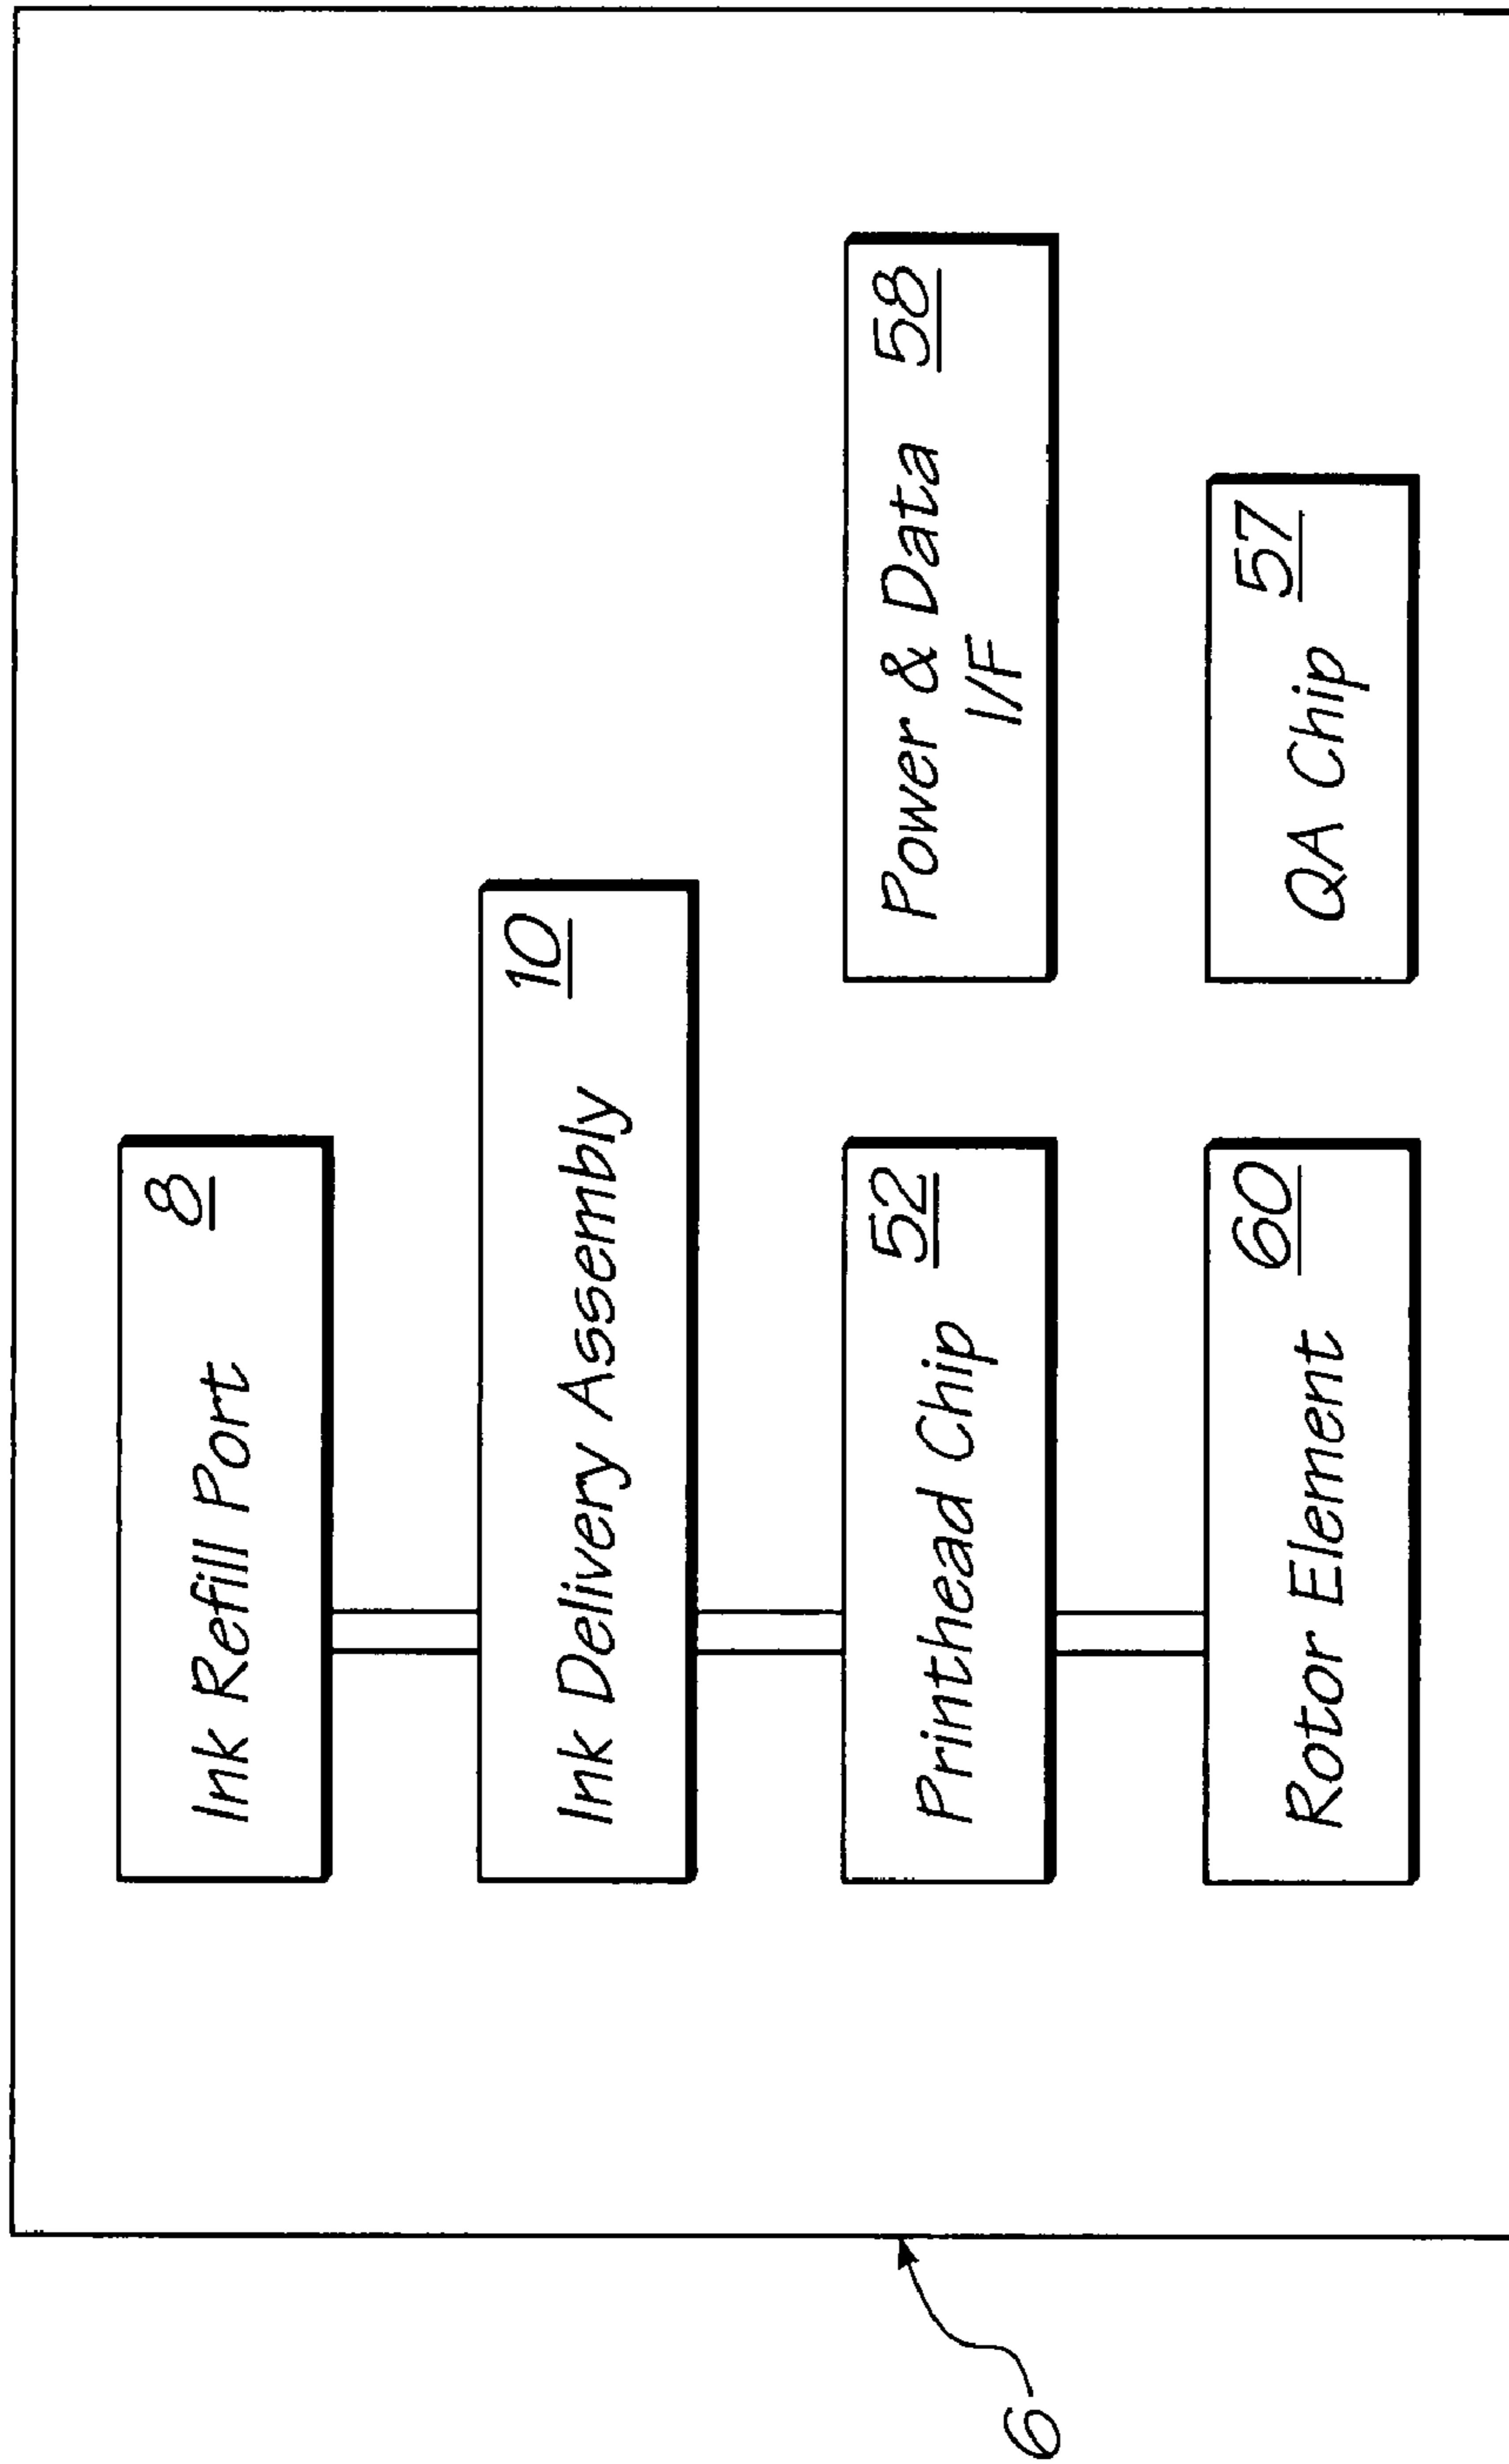 Ink Refill Port 8
Ink Delivery Assembly 10
Printhead Chip 52
Power & Data 58
I/F
Rotor Element 60
QA Chip 57
6